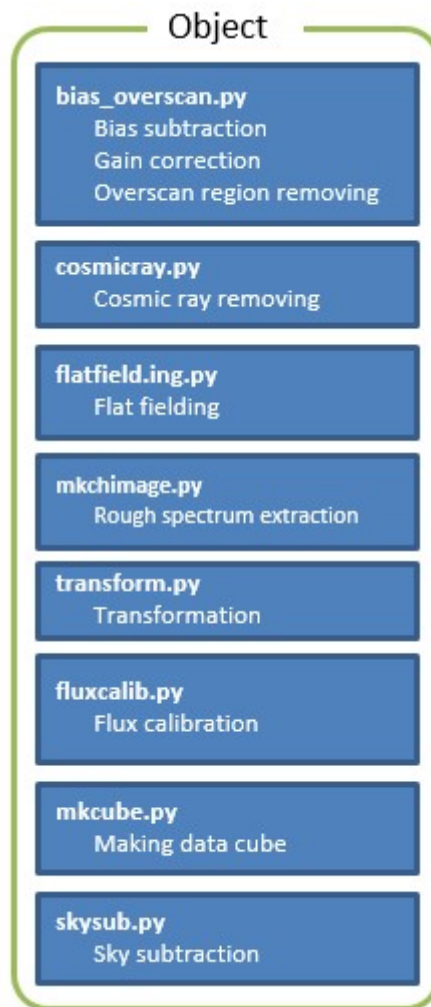 Object
bias_overscan.py
Bias subtraction
Gain correction
Overscan region removing
cosmicray.py
Cosmic ray removing
flatfield.ing.py
Flat fielding
mkchimage.py
Rough spectrum extraction
transform.py
Transformation
fluxcalib.py
Flux calibration
mkcube.py
Making data cube
skysub.py
Sky subtraction